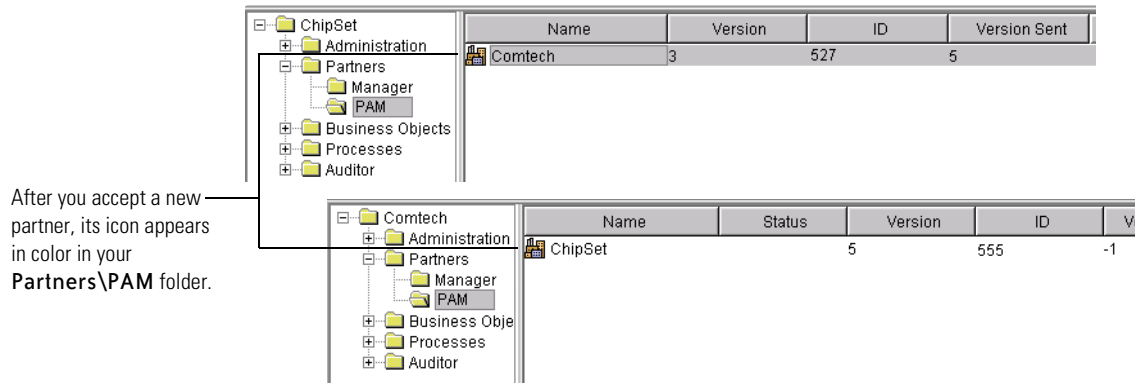 ChipSet
Administration
Partners
Manager
PAM
Business Objects
Processes
Auditor
Name Version ID Version Sent
Comtech 3 527 5
After you accept a new
partner, its icon appears
in color in your
Partners\PAM folder.
Comtech
Administration
Partners
Manager
PAM
Business Obje
Processes
Auditor
Name Status Version ID V
ChipSet 5 555 -1